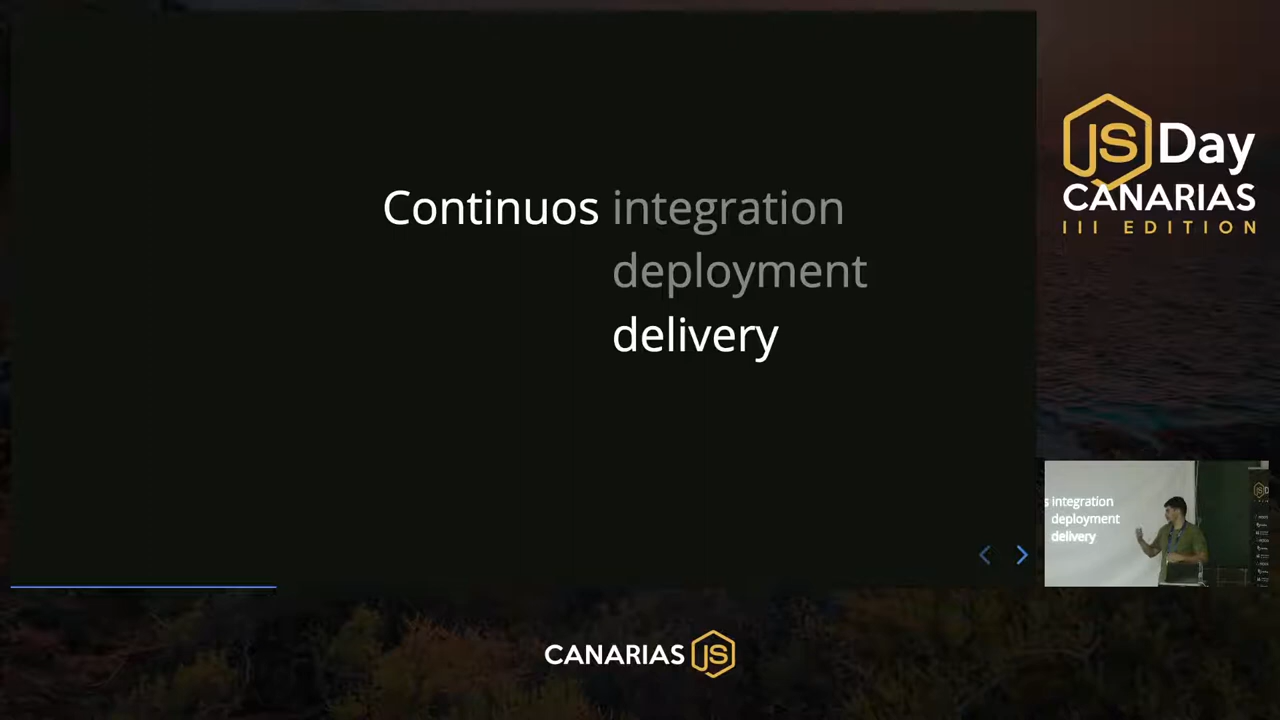 Continuos integration
deployment
delivery
JS Day
CANARIAS
III EDITION
s integration
deployment
delivery
CANARIAS JS